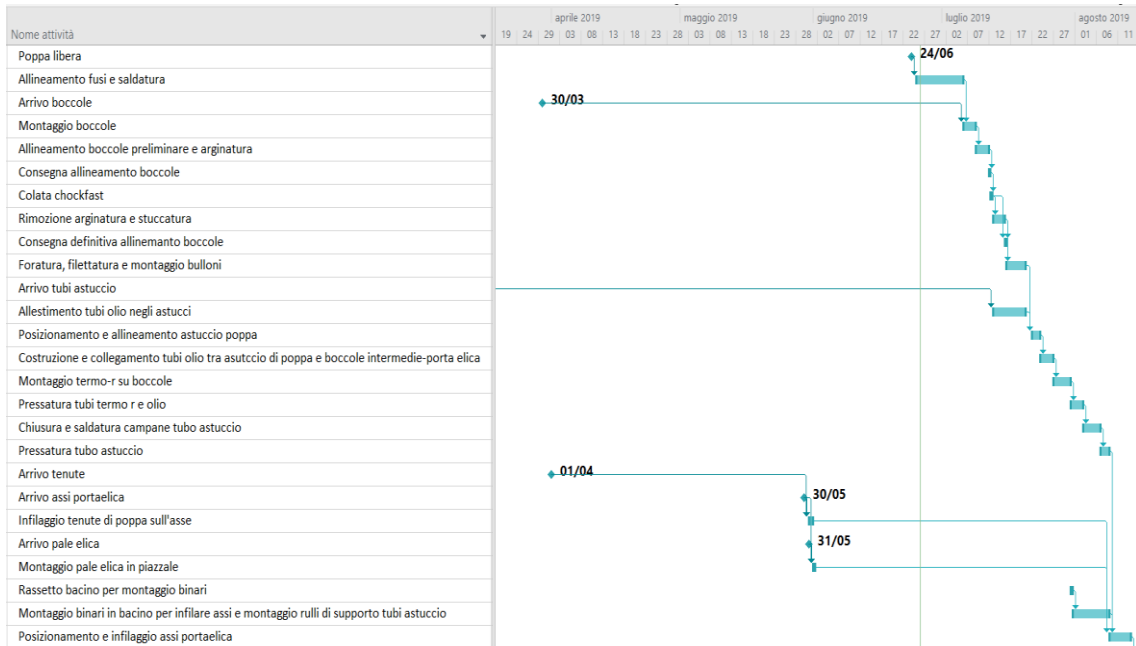 aprile 2019 maggio 2019 giugno 2019 luglio 2019 agosto 2019
Nome attività 19 24 29 03 08 13 18 23 28 03 08 13 18 23 28 02 07 12 17 22 27 02 07 12 17 22 27 01 06 11
Poppa libera 24/06
Allineamento fusi e saldatura
Arrivo boccole 30/03
Montaggio boccole
Allineamento boccole preliminare e arginatura
Consegna allineamento boccole
Colata chockfast
Rimozione arginatura e stuccatura
Consegna definitiva allinemanto boccole
Foratura, filettatura e montaggio bulloni
Arrivo tubi astuccio
Allestimento tubi olio negli astucci
Posizionamento e allineamento astuccio poppa
Costruzione e collegamento tubi olio tra asutccio di poppa e boccole intermedie-porta elica
Montaggio termo-r su boccole
Pressatura tubi termo r e olio
Chiusura e saldatura campane tubo astuccio
Pressatura tubo astuccio
Arrivo tenute 01/04
Arrivo assi portaelica 30/05
Infilaggio tenute di poppa sull'asse
Arrivo pale elica 31/05
Montaggio pale elica in piazzale
Rassetto bacino per montaggio binari
Montaggio binari in bacino per infilare assi e montaggio rulli di supporto tubi astuccio
Posizionamento e infilaggio assi portaelica